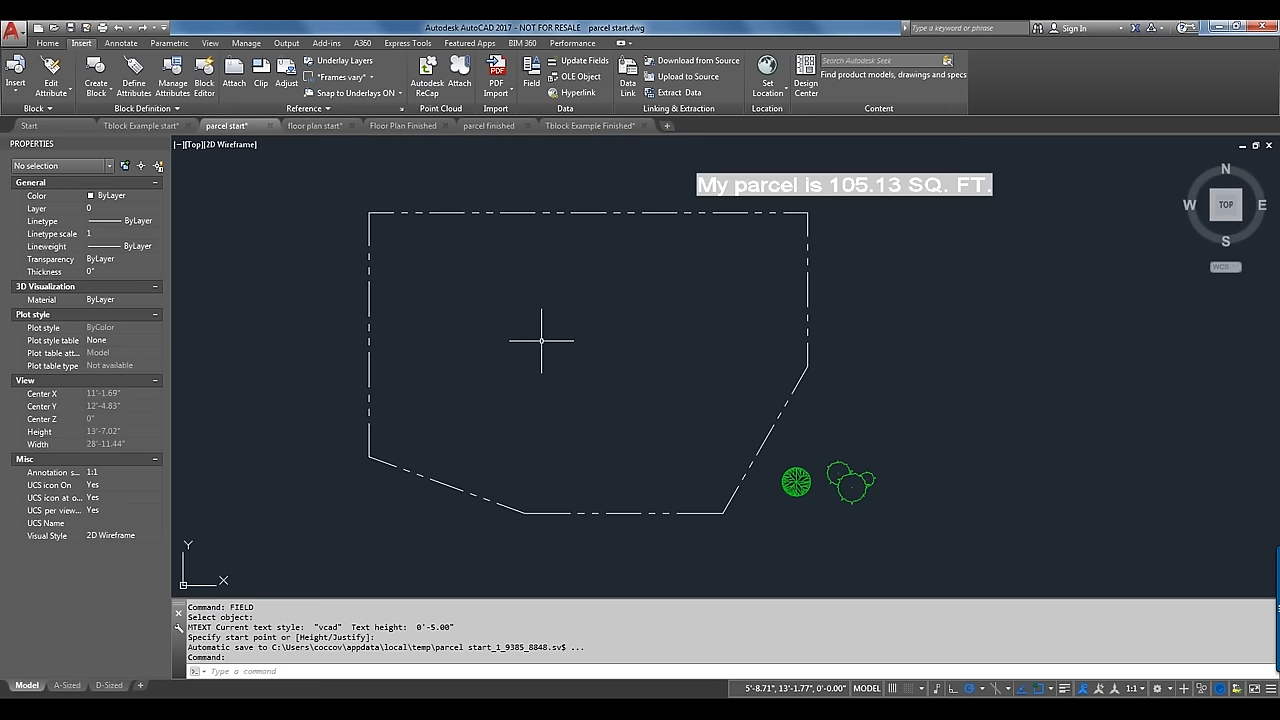 Autodesk AutoCAD 2017 - NOT FOR RESALE parcel start.dwg
Type a keyword or phrase
Sign In
Home Insert Annotate Parametric View Manage Output Add-ins A360 Express Tools Featured Apps BIM 360 Performance
Insert
Edit Attribute
Create Block
Define Attributes
Manage Attributes
Block Editor
Attach
Clip
Adjust
Underlay Layers
*Frames vary*
Snap to Underlays ON
Autodesk ReCap
Attach
PDF Import
Field
Update Fields
OLE Object
Hyperlink
Data Link
Download from Source
Upload to Source
Extract Data
Set Location
Design Center
Search Autodesk Seek
Find product models, drawings and specs
Block Block Definition Reference Point Cloud Import Data Linking & Extraction Location Content
Start Tblock Example start* parcel start* floor plan start* Floor Plan Finished parcel finished Tblock Example Finished*
PROPERTIES
No selection
General
Color ByLayer
Layer 0
Linetype ByLayer
Linetype scale 1
Lineweight ByLayer
Transparency ByLayer
Thickness 0"
3D Visualization
Material ByLayer
Plot style
Plot style ByColor
Plot style table None
Plot table att... Model
Plot table type Not available
View
Center X 11'-1.69"
Center Y 12'-4.83"
Center Z 0"
Height 13'-7.02"
Width 28'-11.44"
Misc
Annotation s... 1:1
UCS icon On Yes
UCS icon at o... Yes
UCS per view... Yes
UCS Name
Visual Style 2D Wireframe
[−][Top][2D Wireframe]
My parcel is 105.13 SQ. FT.
N
W TOP E
S
WCS
Y
X
Command: FIELD
Select object:
MTEXT Current text style: "vcad" Text height: 0'-5.00"
Specify start point or [Height/Justify]:
Automatic save to C:\Users\coccov\appdata\local\temp\parcel start_1_9385_8848.sv$ ...
Command:
Type a command
Model A-Sized D-Sized
5'-8.71", 13'-1.77", 0'-0.00" MODEL 1:1